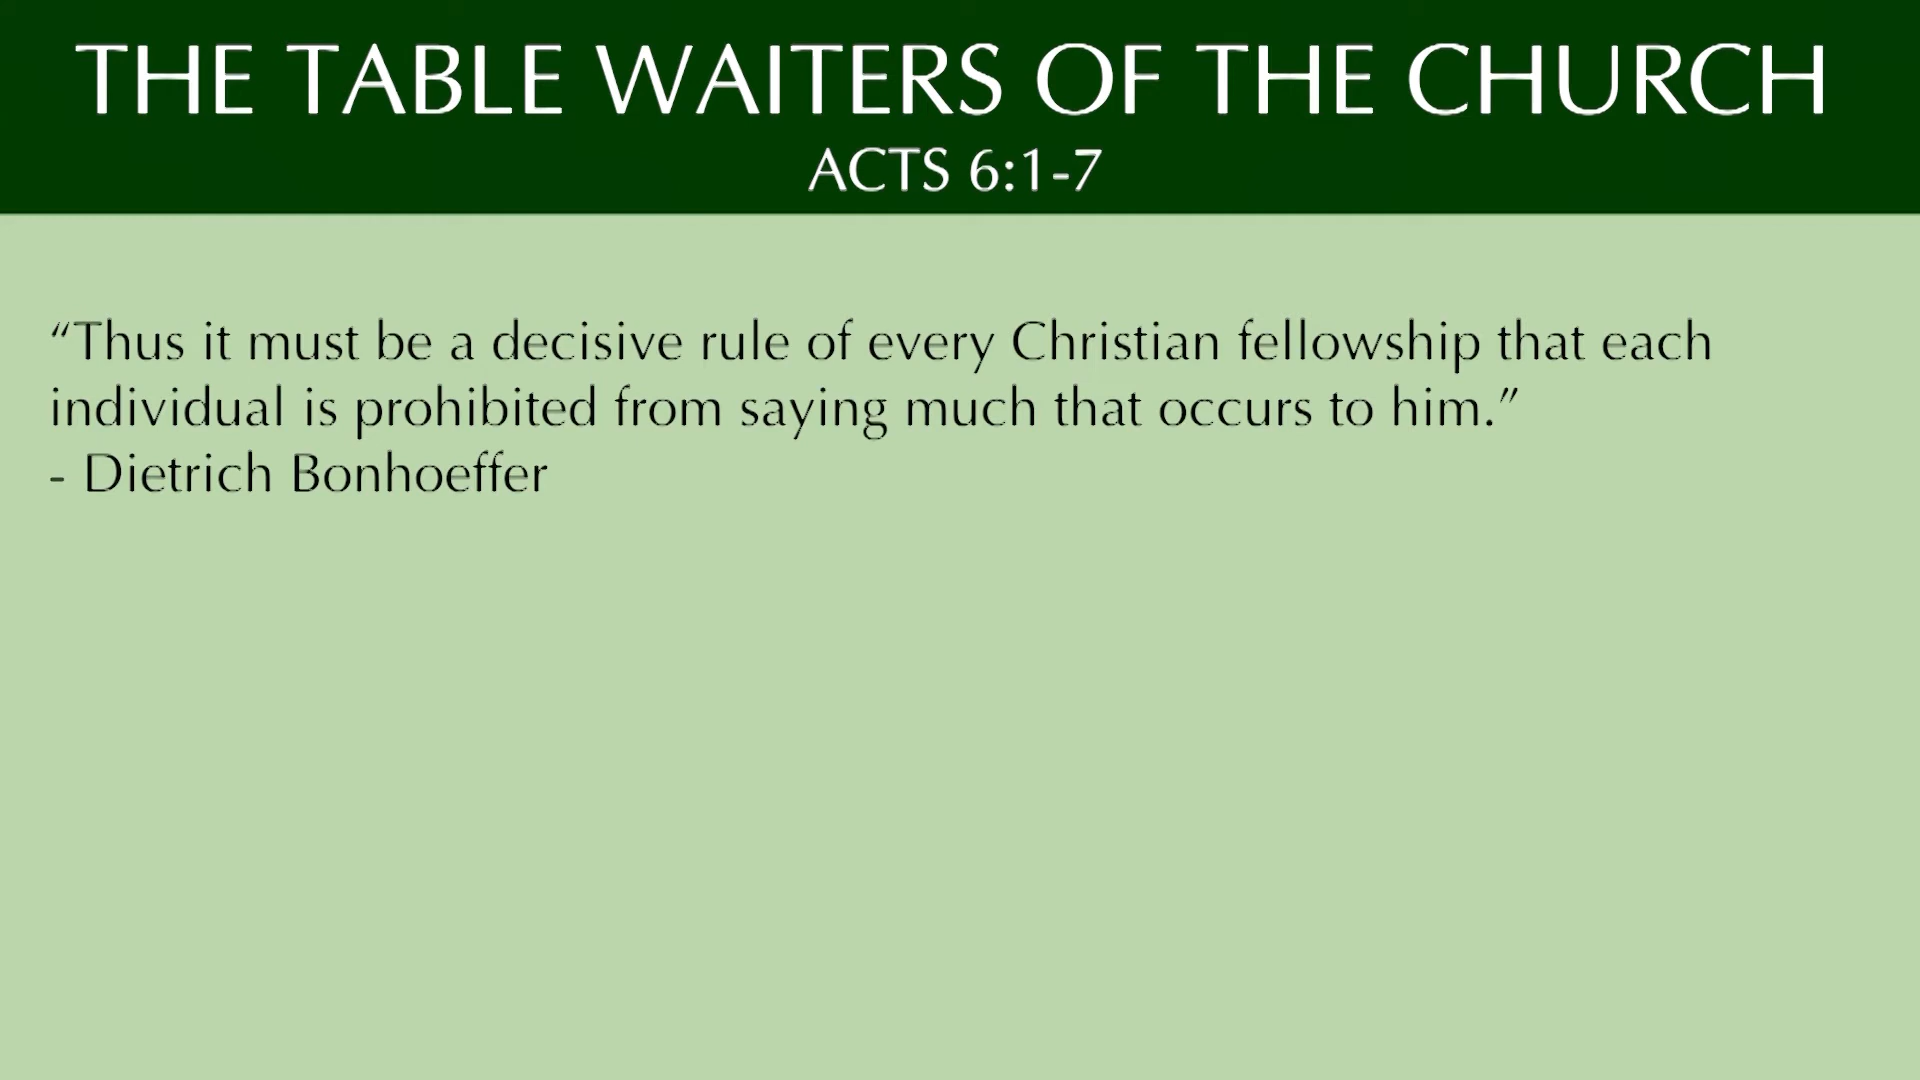 THE TABLE WAITERS OF THE CHURCH
ACTS 6:1-7
“Thus it must be a decisive rule of every Christian fellowship that each
individual is prohibited from saying much that occurs to him.”
- Dietrich Bonhoeffer